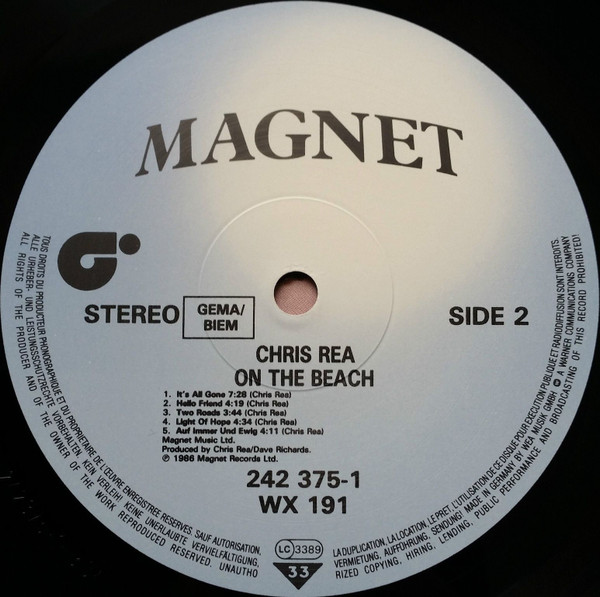 MAGNET
STEREO
GEMA/
BIEM
SIDE 2
CHRIS REA
ON THE BEACH
1. It's All Gone 7:28 (Chris Rea)
2. Hello Friend 4:19 (Chris Rea)
3. Two Roads 3:44 (Chris Rea)
4. Light Of Hope 4:34 (Chris Rea)
5. Auf Immer Und Ewig 4:11 (Chris Rea)
Magnet Music Ltd.
Produced by Chris Rea/Dave Richards.
℗ 1986 Magnet Records Ltd.
242 375-1
WX 191
LC 3389
33
TOUS DROITS DU PRODUCTEUR PHONOGRAPHIQUE ET DU PROPRIETAIRE DE L'ŒUVRE ENREGISTREE RESERVES. SAUF AUTORISATION,
LA DUPLICATION, LA LOCATION, LE PRET, L'UTILISATION DE CE DISQUE POUR EXECUTION PUBLIQUE ET RADIODIFFUSION SONT INTERDITS.
ALLE URHEBER- UND LEISTUNGSSCHUTZRECHTE VORBEHALTEN. KEIN VERLEIH! KEINE UNERLAUBTE VERVIELFÄLTIGUNG,
VERMIETUNG, AUFFÜHRUNG, SENDUNG! MADE IN GERMANY BY WEA MUSIK GMBH A WARNER COMMUNICATIONS COMPANY
ALL RIGHTS OF THE PRODUCER AND OF THE OWNER OF THE WORK REPRODUCED RESERVED. UNAUTHO
RIZED COPYING, HIRING, LENDING, PUBLIC PERFORMANCE AND BROADCASTING OF THIS RECORD PROHIBITED!